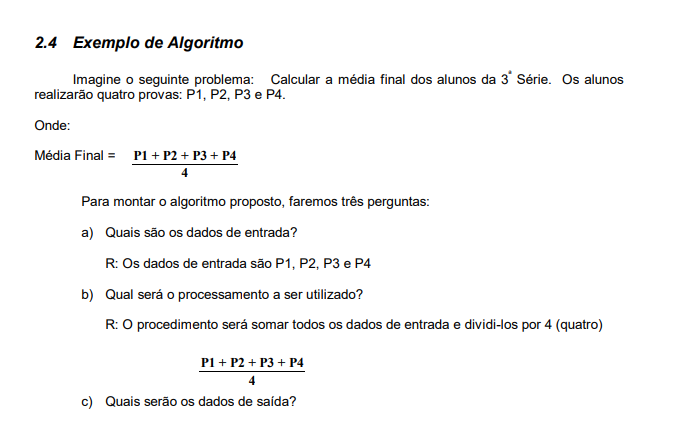 2.4 Exemplo de Algoritmo
Imagine o seguinte problema: Calcular a média final dos alunos da 3ª Série. Os alunos
realizarão quatro provas: P1, P2, P3 e P4.
Onde:
Média Final = P1 + P2 + P3 + P4
4
Para montar o algoritmo proposto, faremos três perguntas:
a) Quais são os dados de entrada?
R: Os dados de entrada são P1, P2, P3 e P4
b) Qual será o processamento a ser utilizado?
R: O procedimento será somar todos os dados de entrada e dividi-los por 4 (quatro)
P1 + P2 + P3 + P4
4
c) Quais serão os dados de saída?